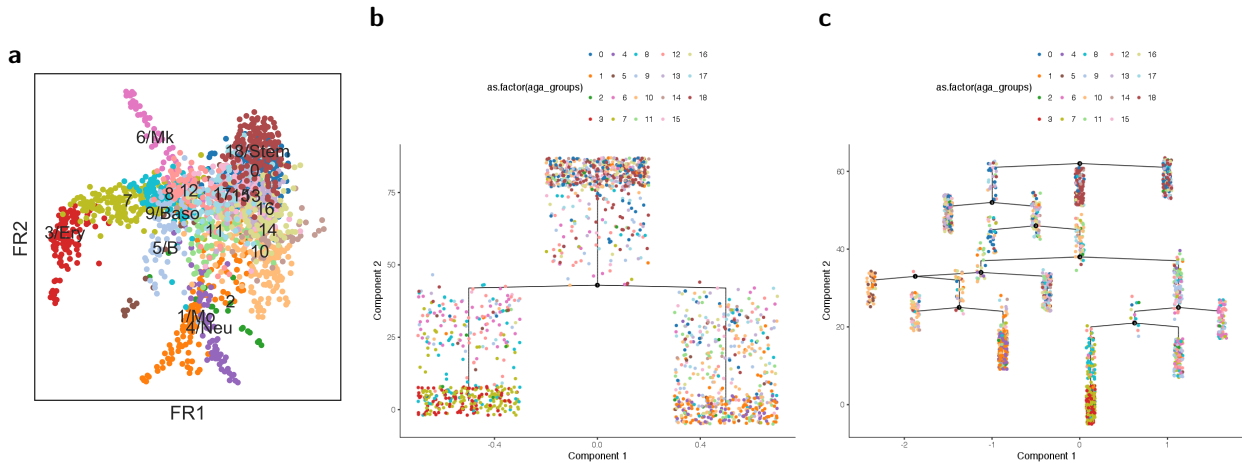 a
FR2
FR1
6/Mk
18/Stem
0
7
8
12
17
15
13
9/Baso
16
3/Ery
11
14
5/B
10
2
1/Mo
4/Neu
b
as.factor(aga_groups)
0 4 8 12 16
1 5 9 13 17
2 6 10 14 18
3 7 11 15
Component 2
75
50
25
0
-0.4 0.0 0.4
Component 1
c
as.factor(aga_groups)
0 4 8 12 16
1 5 9 13 17
2 6 10 14 18
3 7 11 15
Component 2
60
40
20
0
-2 -1 0 1
Component 1